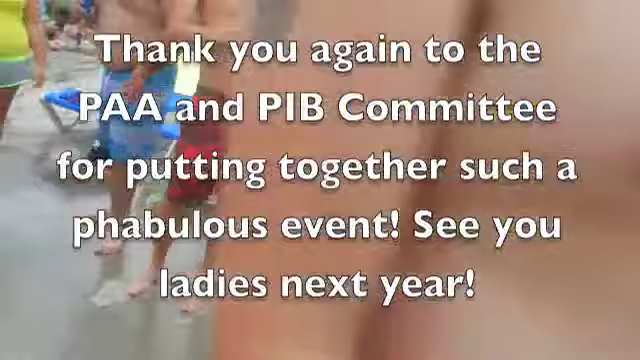 Thank you again to the
PAA and PIB Committee
for putting together such a
phabulous event! See you
ladies next year!